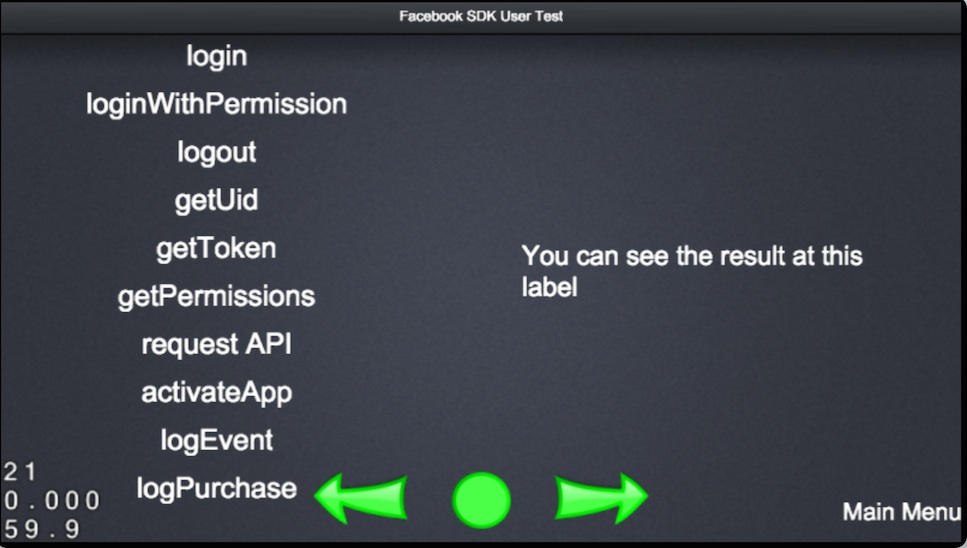 Facebook SDK User Test
login
loginWithPermission
logout
getUid
getToken
getPermissions
request API
activateApp
logEvent
logPurchase
You can see the result at this
label
21
0.000
59.9
Main Menu